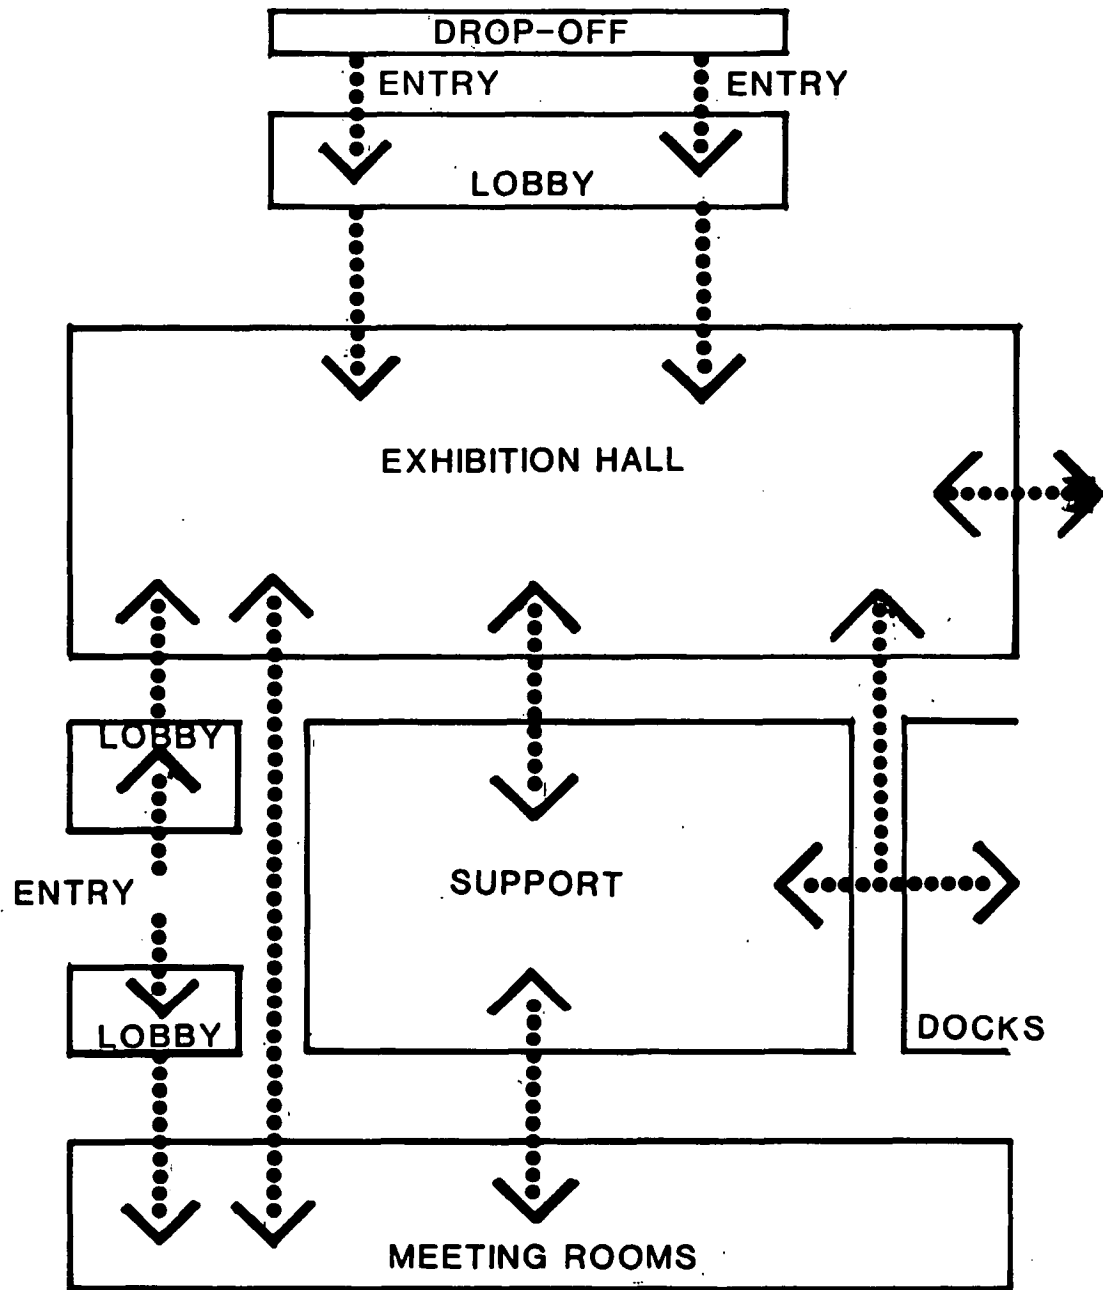 DROP-OFF
ENTRY
ENTRY
LOBBY
EXHIBITION HALL
LOBBY
SUPPORT
ENTRY
LOBBY
DOCKS
MEETING ROOMS